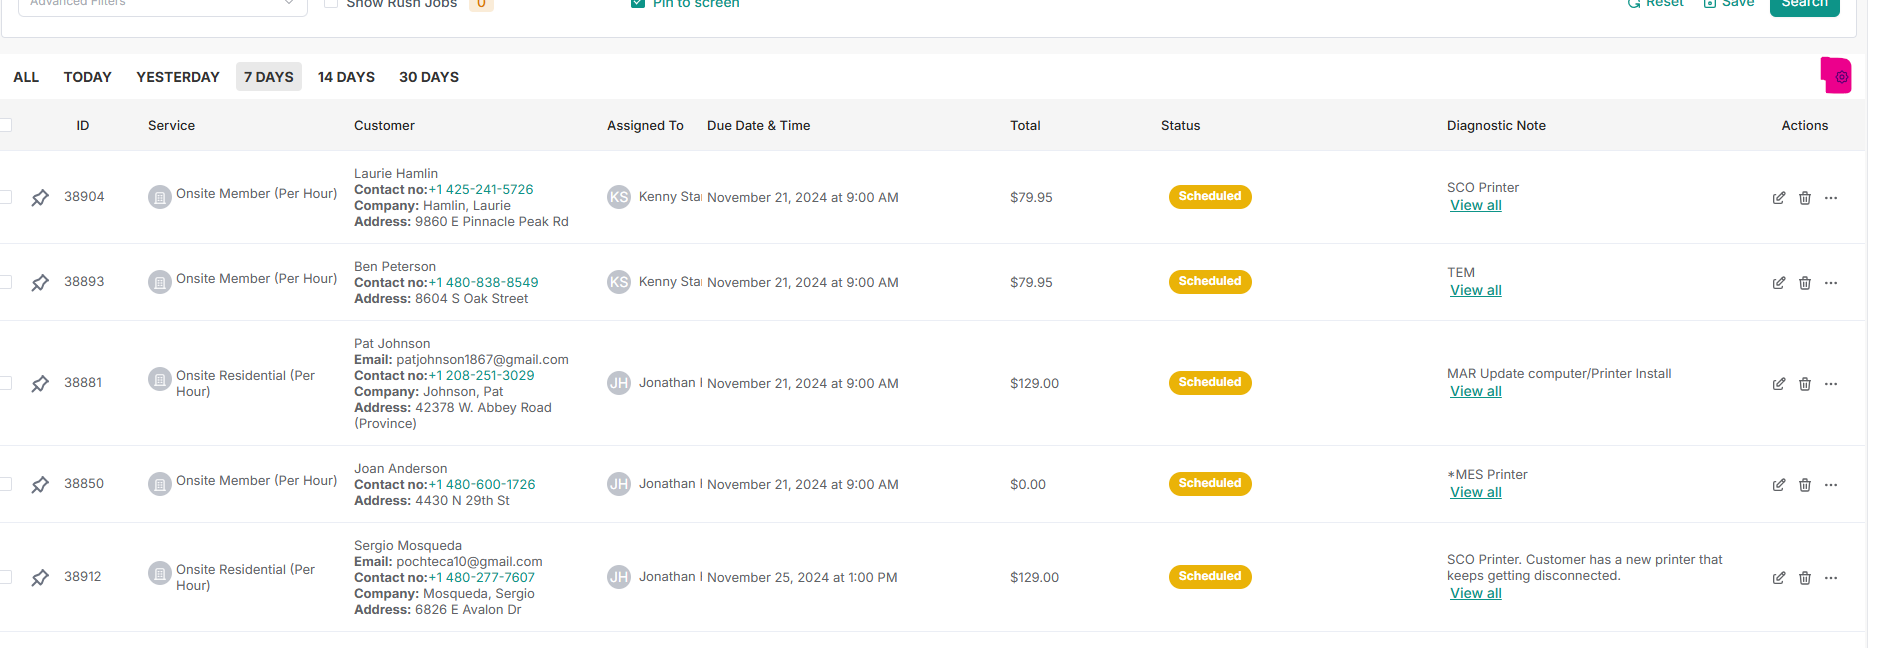 Advanced Filters Show Rush Jobs 0 Pin to screen Reset Save Search
ALL TODAY YESTERDAY 7 DAYS 14 DAYS 30 DAYS
ID Service Customer Assigned To Due Date & Time Total Status Diagnostic Note Actions
38904 Onsite Member (Per Hour)
Laurie Hamlin
Contact no:+1 425-241-5726
Company: Hamlin, Laurie
Address: 9860 E Pinnacle Peak Rd
KS Kenny Sta November 21, 2024 at 9:00 AM $79.95 Scheduled
SCO Printer
View all
38893 Onsite Member (Per Hour)
Ben Peterson
Contact no:+1 480-838-8549
Address: 8604 S Oak Street
KS Kenny Sta November 21, 2024 at 9:00 AM $79.95 Scheduled
TEM
View all
38881 Onsite Residential (Per
Hour)
Pat Johnson
Email: patjohnson1867@gmail.com
Contact no:+1 208-251-3029
Company: Johnson, Pat
Address: 42378 W. Abbey Road
(Province)
JH Jonathan November 21, 2024 at 9:00 AM $129.00 Scheduled
MAR Update computer/Printer Install
View all
38850 Onsite Member (Per Hour)
Joan Anderson
Contact no:+1 480-600-1726
Address: 4430 N 29th St
JH Jonathan November 21, 2024 at 9:00 AM $0.00 Scheduled
*MES Printer
View all
38912 Onsite Residential (Per
Hour)
Sergio Mosqueda
Email: pochteca10@gmail.com
Contact no:+1 480-277-7607
Company: Mosqueda, Sergio
Address: 6826 E Avalon Dr
JH Jonathan November 25, 2024 at 1:00 PM $129.00 Scheduled
SCO Printer. Customer has a new printer that
keeps getting disconnected.
View all